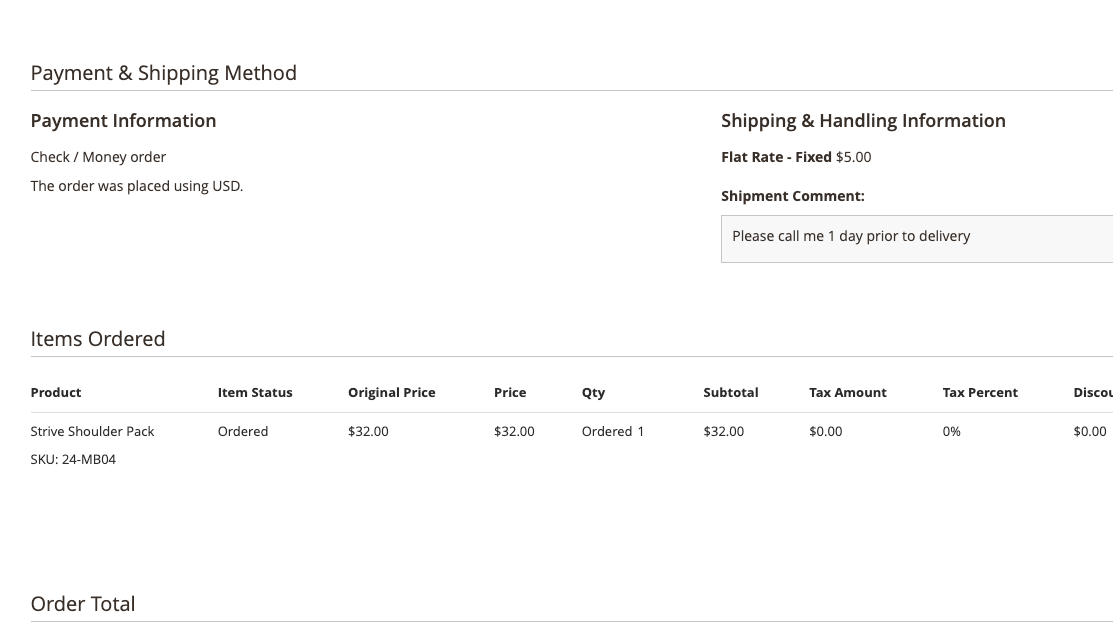 Payment & Shipping Method
Payment Information
Check / Money order
The order was placed using USD.
Shipping & Handling Information
Flat Rate - Fixed $5.00
Shipment Comment:
Please call me 1 day prior to delivery
Items Ordered
Product Item Status Original Price Price Qty Subtotal Tax Amount Tax Percent
Strive Shoulder Pack Ordered $32.00 $32.00 Ordered 1 $32.00 $0.00 0% $0.00
SKU: 24-MB04
Order Total